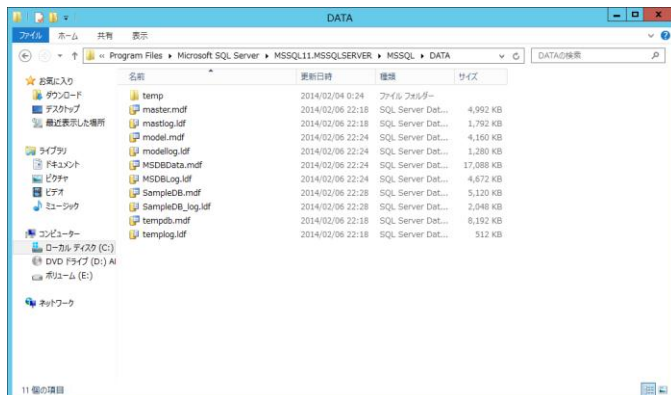 DATA
ファイル ホーム 共有 表示
« Program Files ▸ Microsoft SQL Server ▸ MSSQL11.MSSQLSERVER ▸ MSSQL ▸ DATA DATAの検索
お気に入り
ダウンロード
デスクトップ
最近表示した場所
ライブラリ
ドキュメント
ピクチャ
ビデオ
ミュージック
コンピューター
ローカル ディスク (C:)
DVD ドライブ (D:) AI
ボリューム (E:)
ネットワーク
名前 更新日時 種類 サイズ
temp 2014/02/04 0:24 ファイル フォルダー
master.mdf 2014/02/06 22:18 SQL Server Dat... 4,992 KB
mastlog.ldf 2014/02/06 22:18 SQL Server Dat... 1,792 KB
model.mdf 2014/02/06 22:24 SQL Server Dat... 4,160 KB
modellog.ldf 2014/02/06 22:24 SQL Server Dat... 1,280 KB
MSDBData.mdf 2014/02/06 22:24 SQL Server Dat... 17,088 KB
MSDBLog.ldf 2014/02/06 22:24 SQL Server Dat... 4,672 KB
SampleDB.mdf 2014/02/06 22:28 SQL Server Dat... 5,120 KB
SampleDB_log.ldf 2014/02/06 22:28 SQL Server Dat... 2,048 KB
tempdb.mdf 2014/02/06 22:18 SQL Server Dat... 8,192 KB
templog.ldf 2014/02/06 22:18 SQL Server Dat... 512 KB
11 個の項目